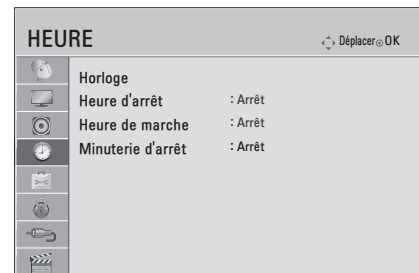 HEURE
Déplacer OK
Horloge
Heure d'arrêt : Arrêt
Heure de marche : Arrêt
Minuterie d'arrêt : Arrêt